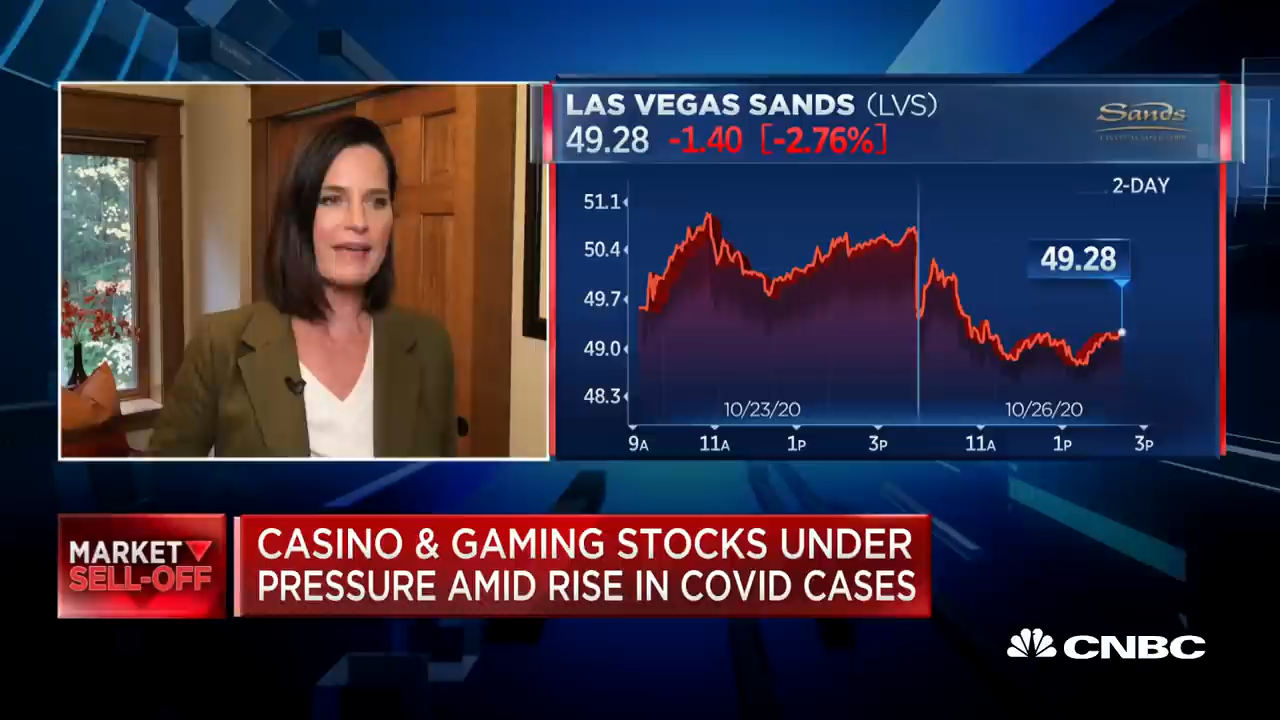 LAS VEGAS SANDS (LVS)
49.28 -1.40 [-2.76%]
Sands
2-DAY
51.1
50.4
49.7
49.0
48.3
49.28
10/23/20 10/26/20
9A 11A 1P 3P 11A 1P 3P
MARKET
SELL-OFF
CASINO & GAMING STOCKS UNDER
PRESSURE AMID RISE IN COVID CASES
CNBC